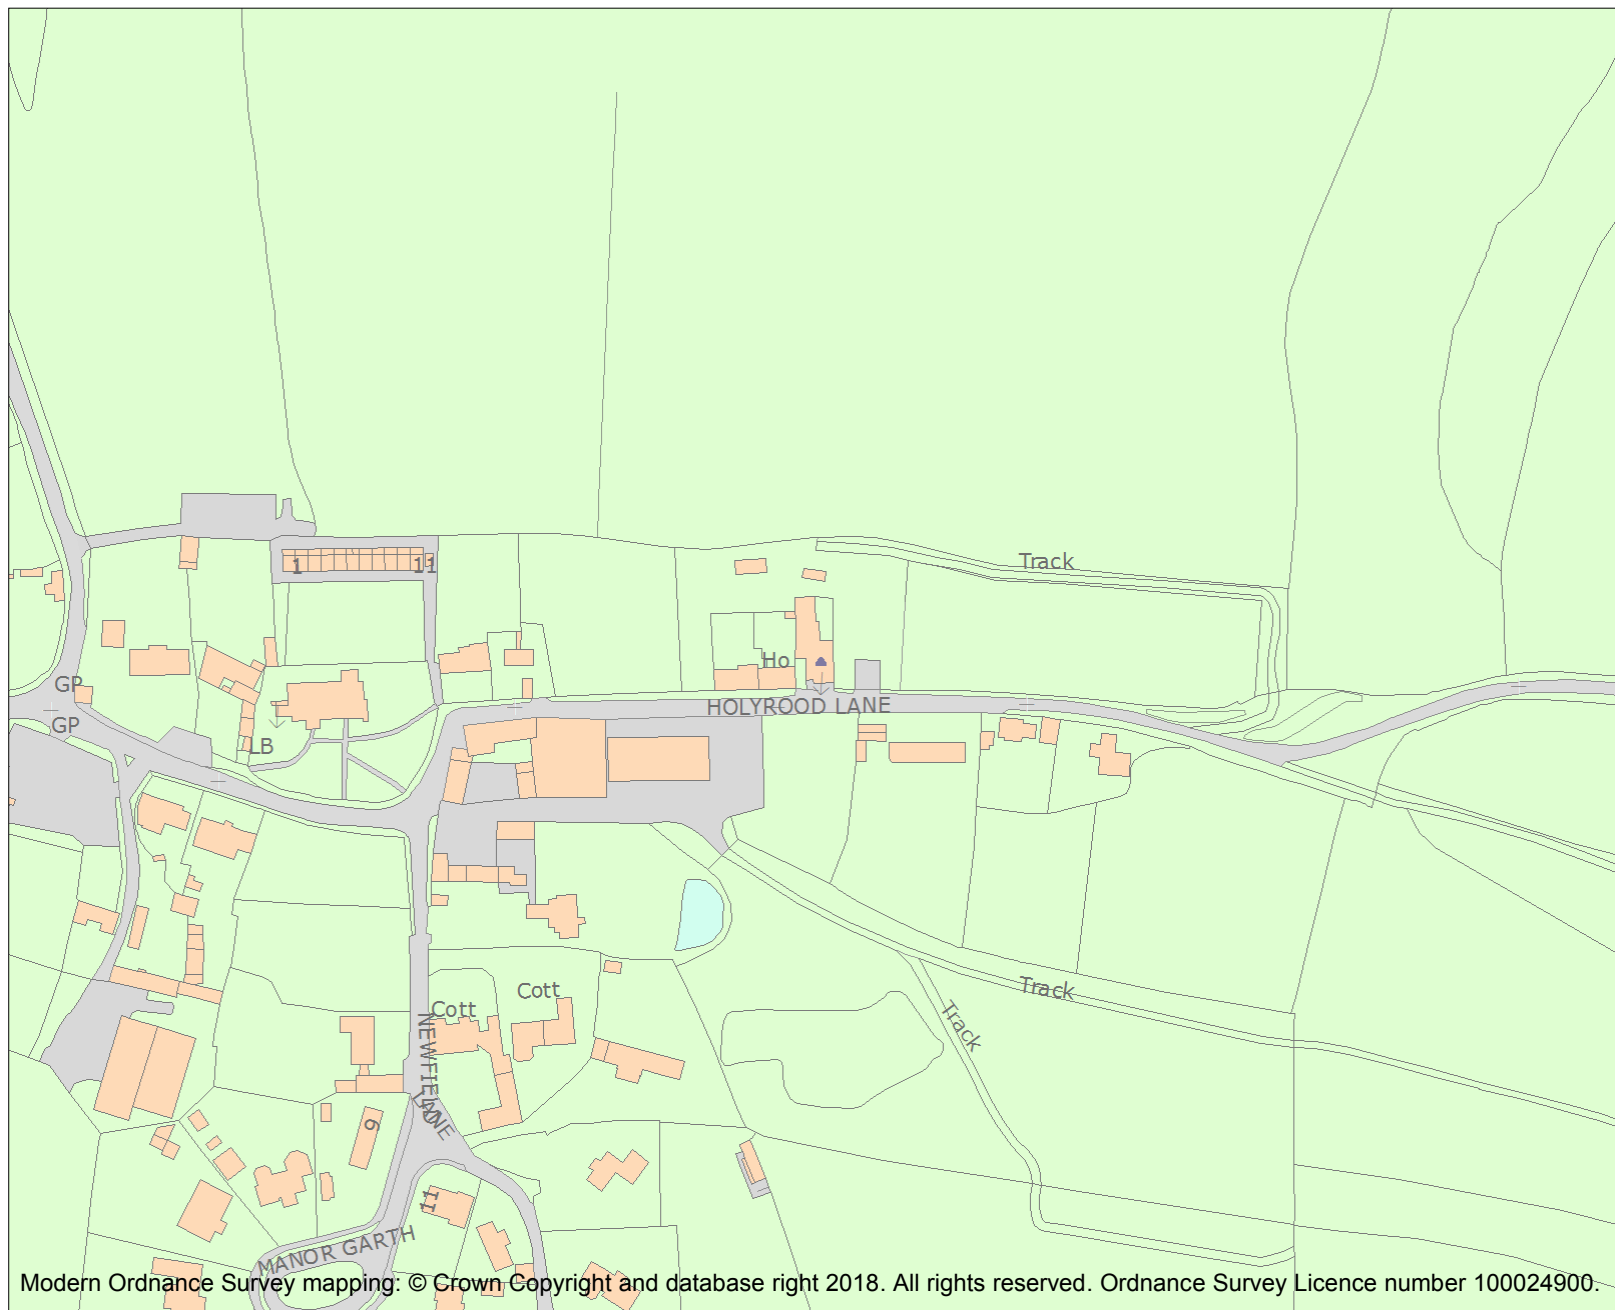 Track
1
11
Ho
GP
HOLYROOD LANE
GP
LB
Track
Cott
Cott
Track
NEWFIELD
LANE
9
11
MANOR GARTH
Modern Ordnance Survey mapping: © Crown Copyright and database right 2018. All rights reserved. Ordnance Survey Licence number 100024900.